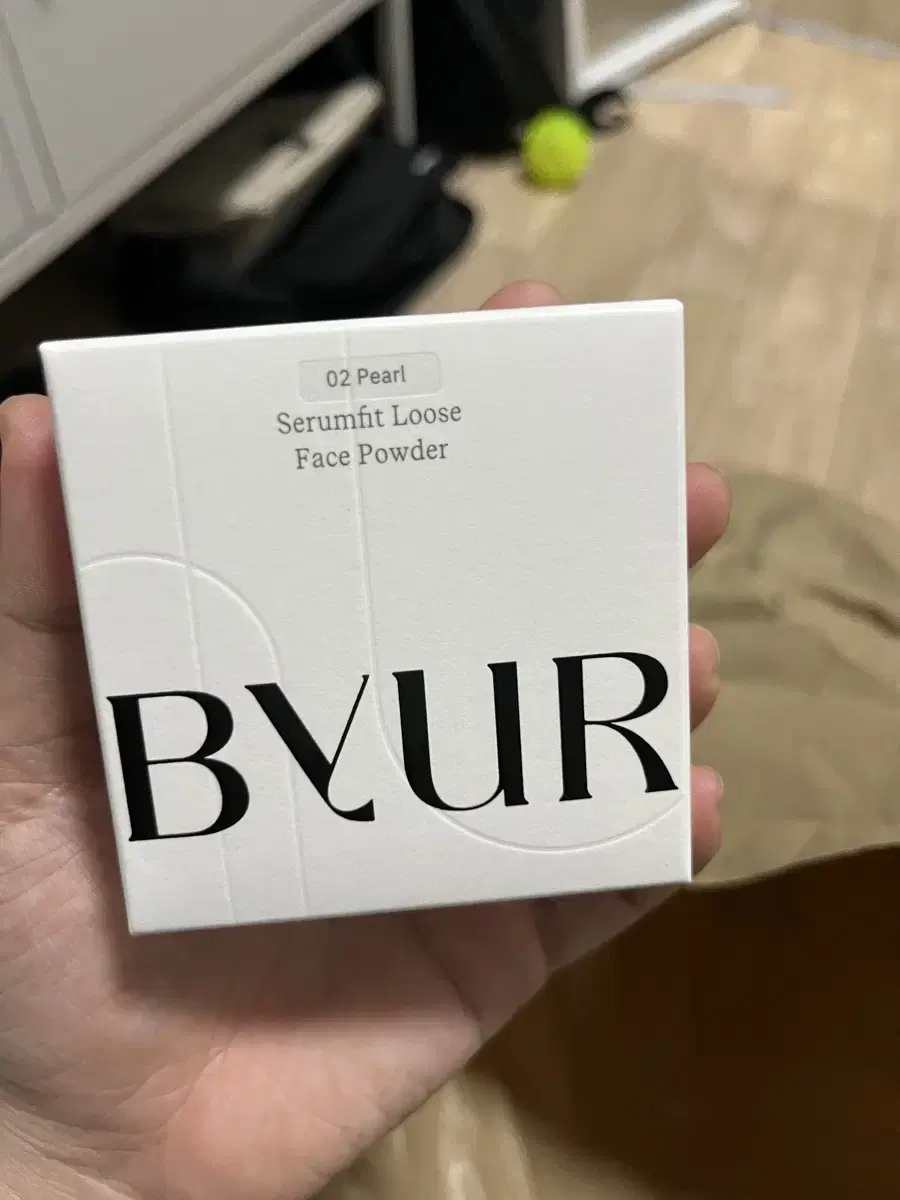 02 Pearl
Serumfit Loose
Face Powder
BYUR